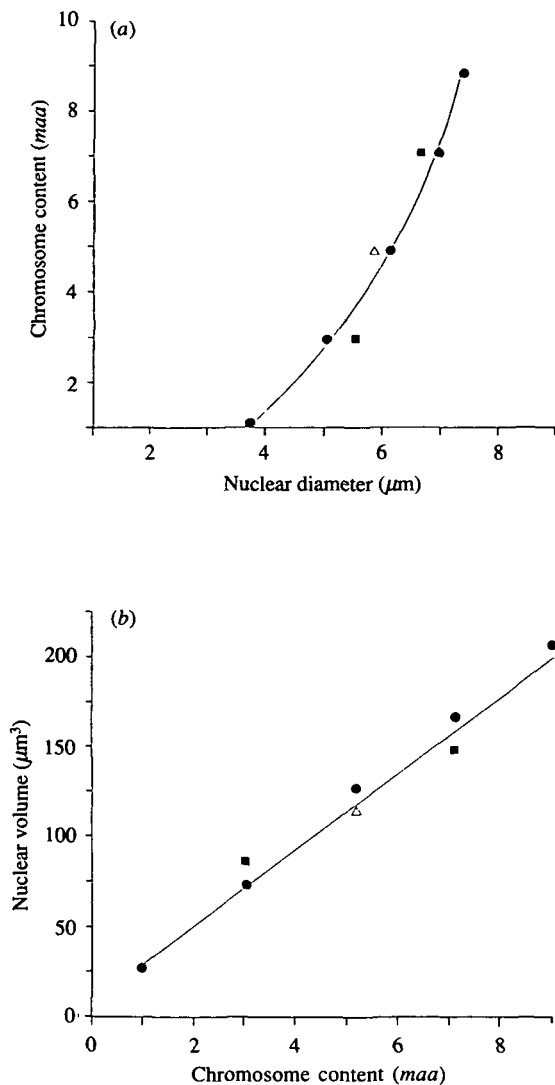 (a)
10
8
6
4
2
Chromosome content (maa)
2 4 6 8
Nuclear diameter (μm)
(b)
200
150
100
50
0
Nuclear volume (μm³)
0 2 4 6 8
Chromosome content (maa)